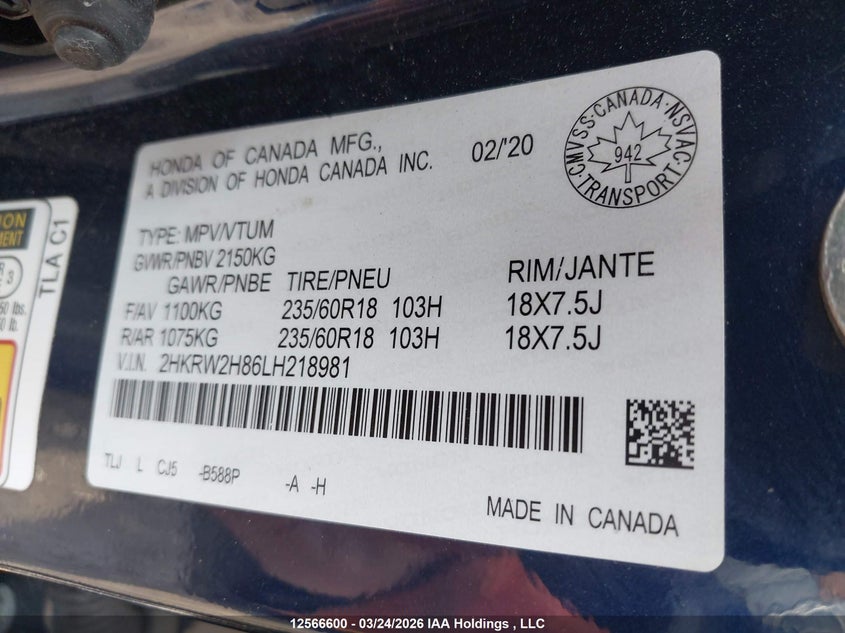 HONDA OF CANADA MFG.,
A DIVISION OF HONDA CANADA INC.
02/'20
CMVSS·CANADA·NSVAC·TRANSPORT
942
TYPE: MPV/VTUM
GVWR/PNBV 2150KG
GAWR/PNBE TIRE/PNEU RIM/JANTE
F/AV 1100KG 235/60R18 103H 18X7.5J
R/AR 1075KG 235/60R18 103H 18X7.5J
V.I.N. 2HKRW2H86LH218981
TLJ L CJ5 -B588P -A -H
MADE IN CANADA
TLA C1
3
12566600 - 03/24/2026 IAA Holdings , LLC